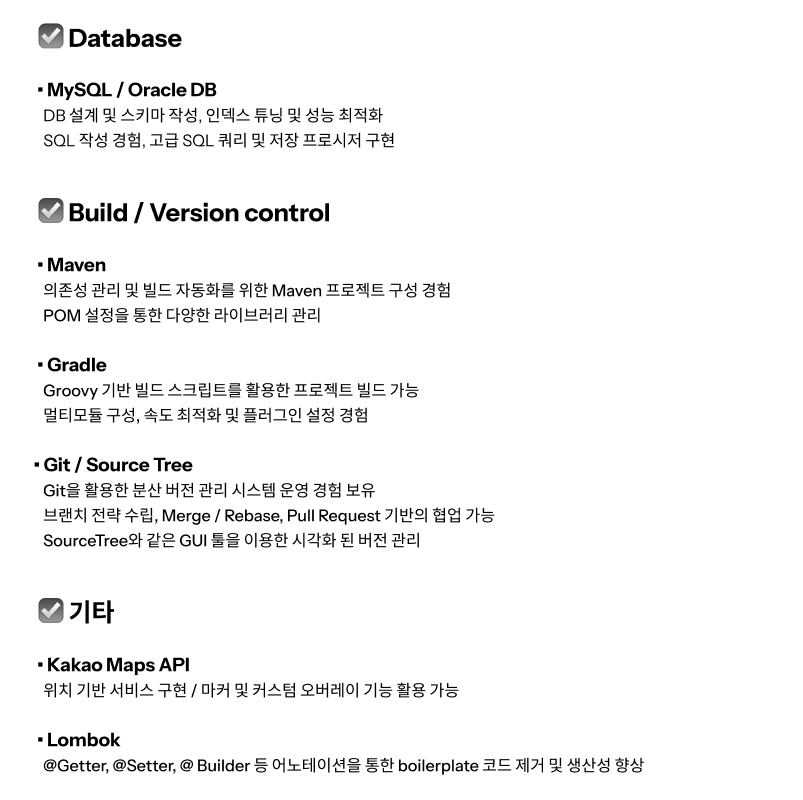 ☑ Database
▪ MySQL / Oracle DB
DB 설계 및 스키마 작성, 인덱스 튜닝 및 성능 최적화
SQL 작성 경험, 고급 SQL 쿼리 및 저장 프로시저 구현
☑ Build / Version control
▪ Maven
의존성 관리 및 빌드 자동화를 위한 Maven 프로젝트 구성 경험
POM 설정을 통한 다양한 라이브러리 관리
▪ Gradle
Groovy 기반 빌드 스크립트를 활용한 프로젝트 빌드 가능
멀티모듈 구성, 속도 최적화 및 플러그인 설정 경험
▪ Git / Source Tree
Git을 활용한 분산 버전 관리 시스템 운영 경험 보유
브랜치 전략 수립, Merge / Rebase, Pull Request 기반의 협업 가능
SourceTree와 같은 GUI 툴을 이용한 시각화 된 버전 관리
☑ 기타
▪ Kakao Maps API
위치 기반 서비스 구현 / 마커 및 커스텀 오버레이 기능 활용 가능
▪ Lombok
@Getter, @Setter, @ Builder 등 어노테이션을 통한 boilerplate 코드 제거 및 생산성 향상